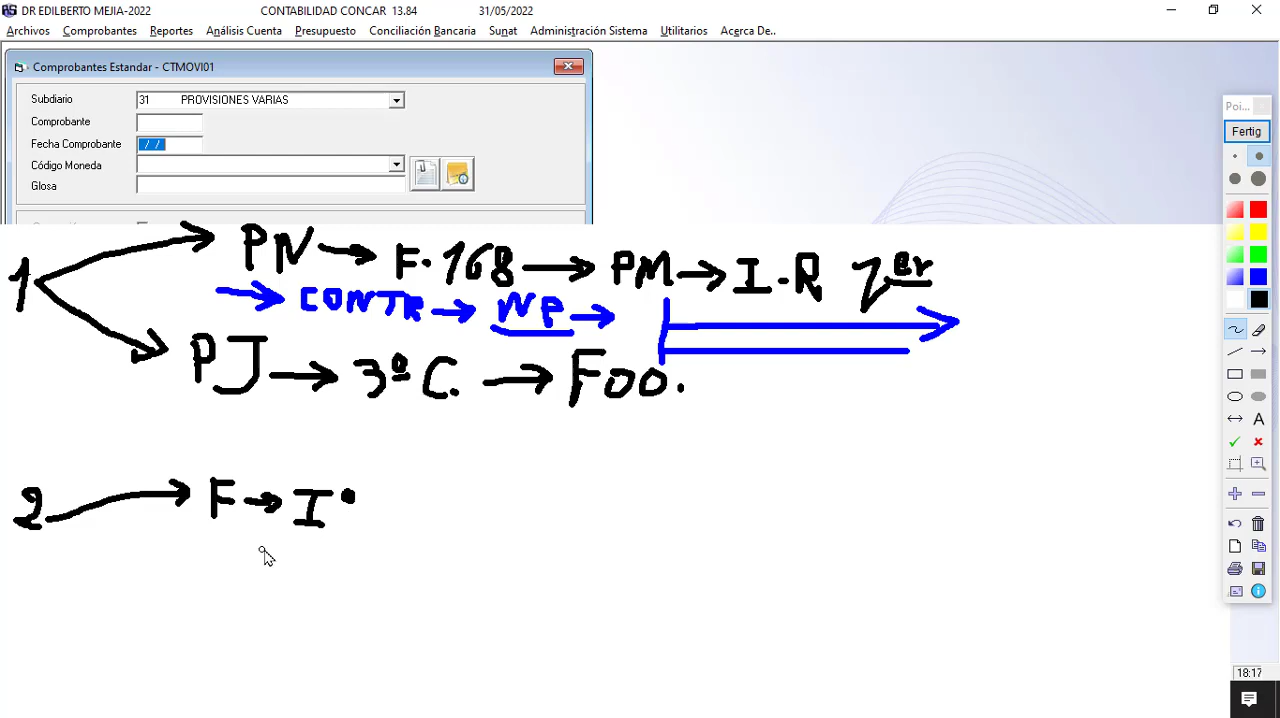 DR EDILBERTO MEJIA-2022 CONTABILIDAD CONCAR 13.84 31/05/2022
Archivos Comprobantes Reportes Análisis Cuenta Presupuesto Conciliación Bancaria Sunat Administración Sistema Utilitarios Acerca De..
Comprobantes Estandar - CTMOVI01
Subdiario 31 PROVISIONES VARIAS
Comprobante
Fecha Comprobante / /
Código Moneda
Glosa
Poi...
Fertig
1 PN F.168 PM I-R
CONTR NP
PJ 3º C. F00.
2 F I
A
18:17